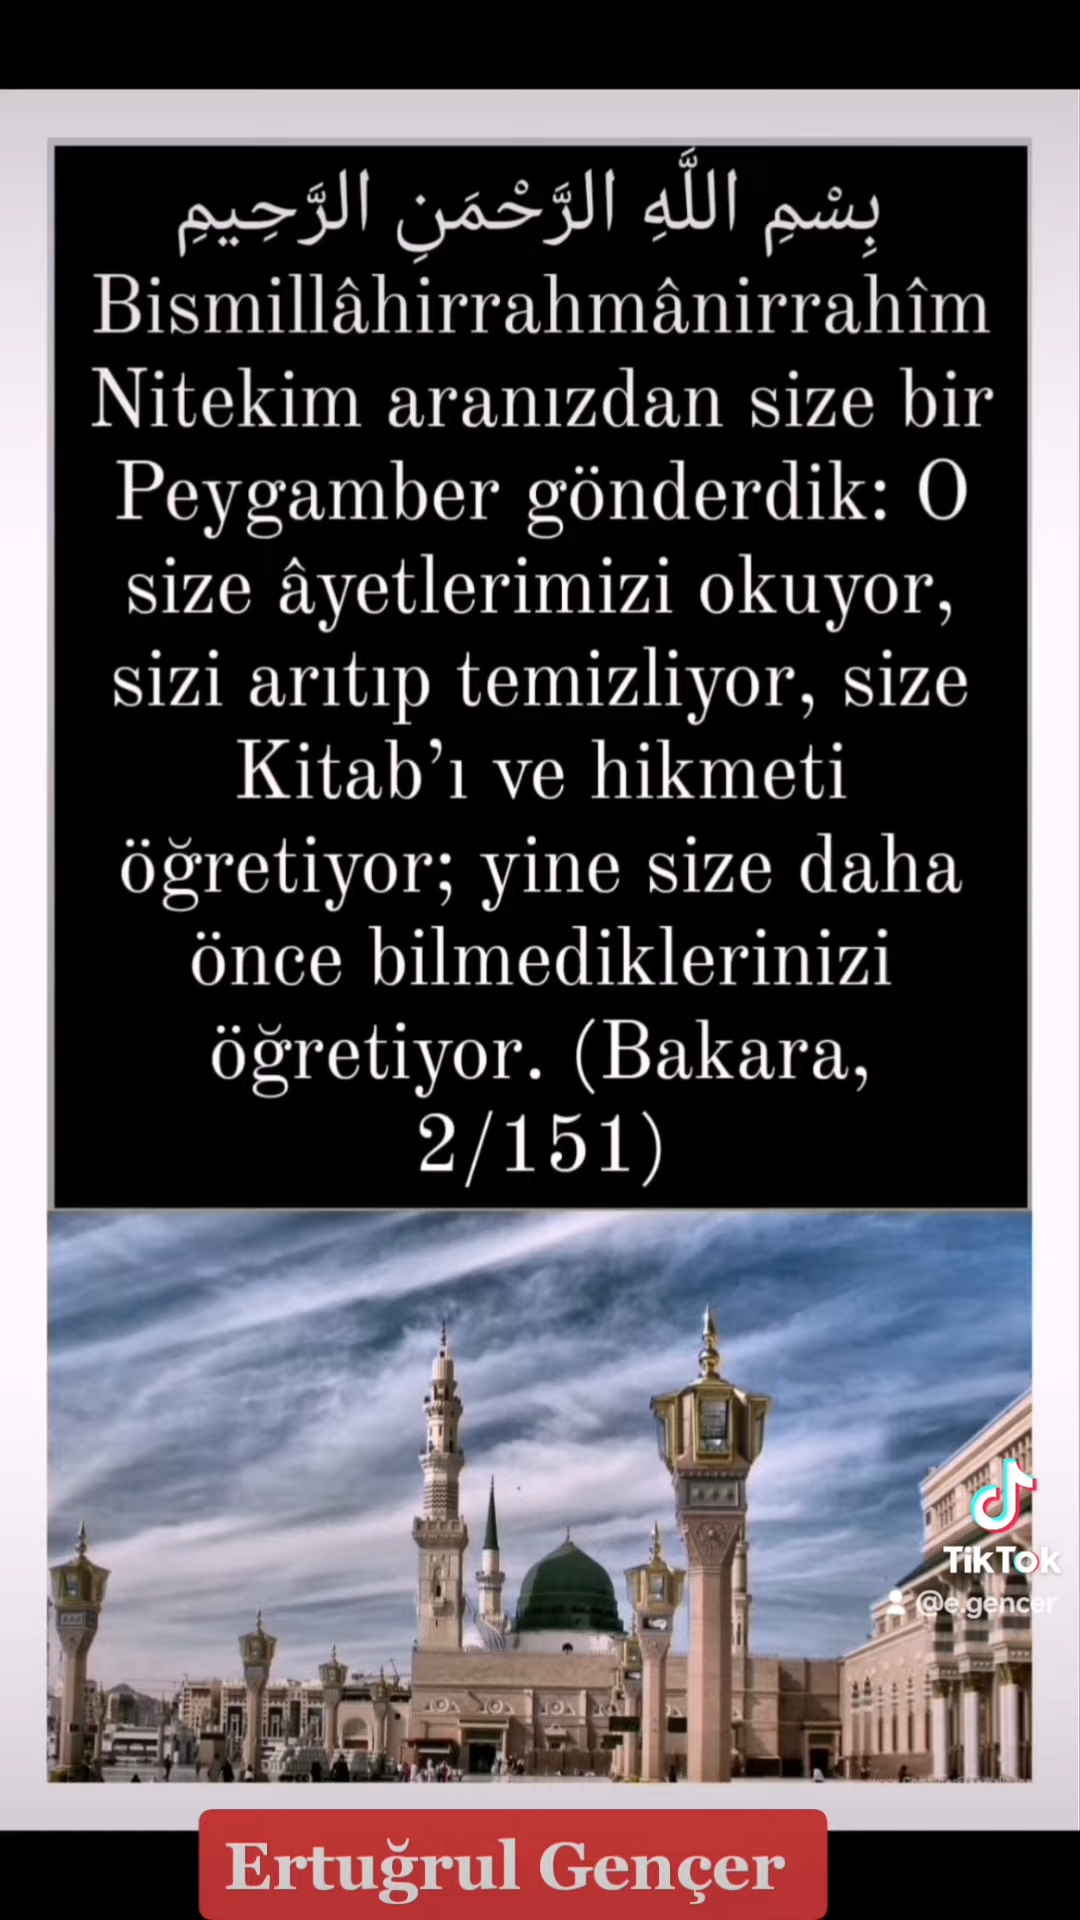 بِسْمِ اللَّهِ الرَّحْمَنِ الرَّحِيمِ
Bismillâhirrahmânirrahîm
Nitekim aranızdan size bir
Peygamber gönderdik: O
size âyetlerimizi okuyor,
sizi arıtıp temizliyor, size
Kitab’ı ve hikmeti
öğretiyor; yine size daha
önce bilmediklerinizi
öğretiyor. (Bakara,
2/151)
TikTok
@e.gencer
Ertuğrul Gençer